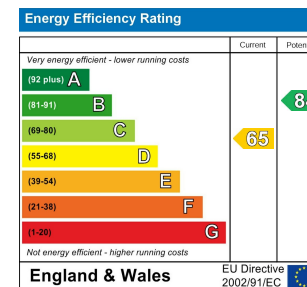 Energy Efficiency Rating
Current
Very energy efficient - lower running costs
(92 plus) A
(81-91) B
(69-80) C
65
(55-68) D
(39-54) E
(21-38) F
(1-20) G
Not energy efficient - higher running costs
England & Wales
EU Directive
2002/91/EC